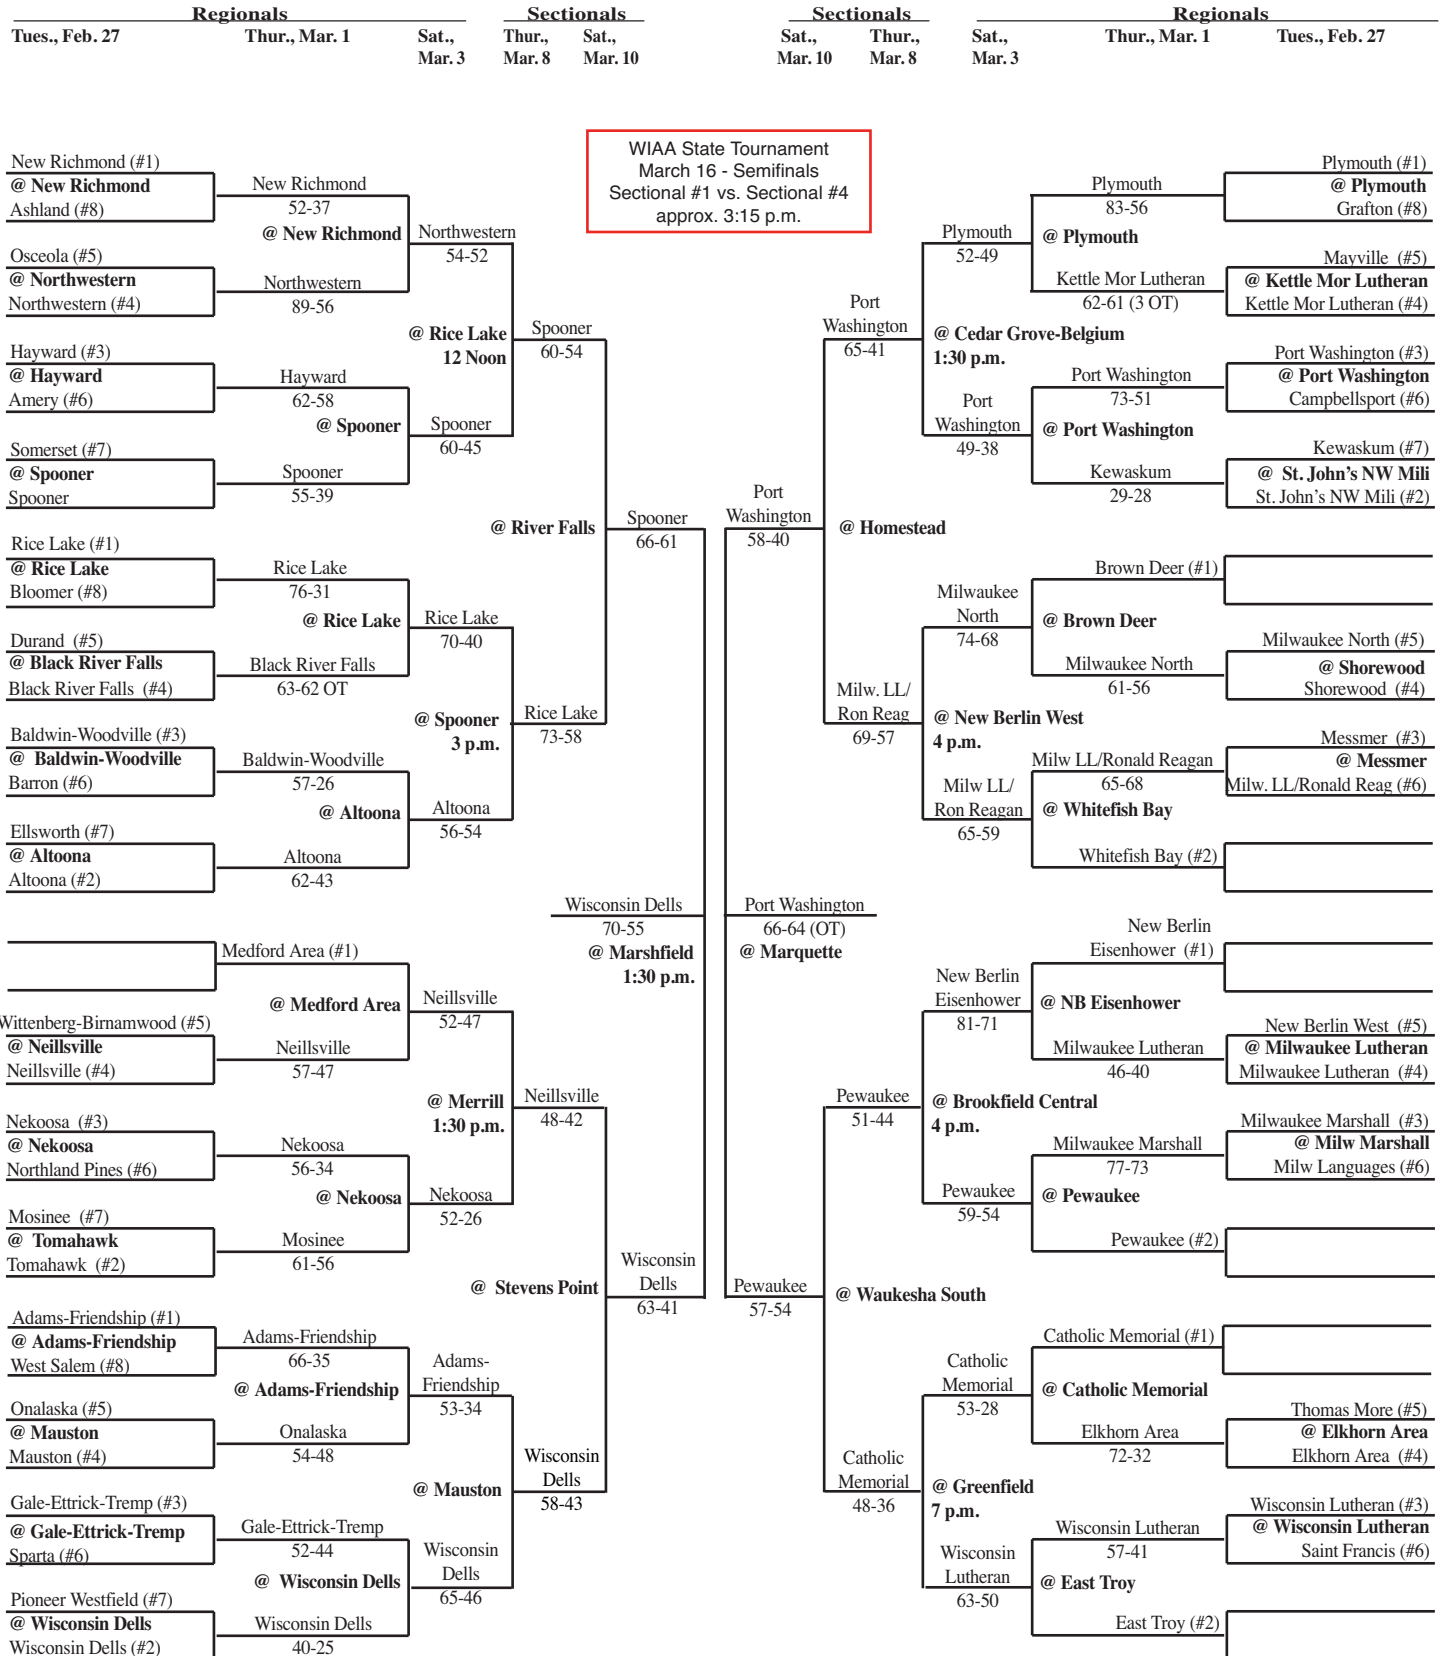 Regionals
Sectionals
Sectionals
Regionals
Tues., Feb. 27
Thur., Mar. 1
Sat.,
Mar. 3
Thur.,
Mar. 8
Sat.,
Mar. 10
Sat.,
Mar. 10
Thur.,
Mar. 8
Sat.,
Mar. 3
Thur., Mar. 1
Tues., Feb. 27
WIAA State Tournament
March 16 - Semifinals
Sectional #1 vs. Sectional #4
approx. 3:15 p.m.
New Richmond (#1)
@ New Richmond
Ashland (#8)
Osceola (#5)
@ Northwestern
Northwestern (#4)
Hayward (#3)
@ Hayward
Amery (#6)
Somerset (#7)
@ Spooner
Spooner
Rice Lake (#1)
@ Rice Lake
Bloomer (#8)
Durand (#5)
@ Black River Falls
Black River Falls (#4)
Baldwin-Woodville (#3)
@ Baldwin-Woodville
Barron (#6)
Ellsworth (#7)
@ Altoona
Altoona (#2)
Wittenberg-Birnamwood (#5)
@ Neillsville
Neillsville (#4)
Nekoosa (#3)
@ Nekoosa
Northland Pines (#6)
Mosinee (#7)
@ Tomahawk
Tomahawk (#2)
Adams-Friendship (#1)
@ Adams-Friendship
West Salem (#8)
Onalaska (#5)
@ Mauston
Mauston (#4)
Gale-Ettrick-Tremp (#3)
@ Gale-Ettrick-Tremp
Sparta (#6)
Pioneer Westfield (#7)
@ Wisconsin Dells
Wisconsin Dells (#2)
New Richmond
52-37
@ New Richmond
Northwestern
89-56
Hayward
62-58
@ Spooner
Spooner
55-39
Rice Lake
76-31
@ Rice Lake
Black River Falls
63-62 OT
Baldwin-Woodville
57-26
@ Altoona
Altoona
62-43
Medford Area (#1)
@ Medford Area
Neillsville
57-47
Nekoosa
56-34
@ Nekoosa
Mosinee
61-56
Adams-Friendship
66-35
@ Adams-Friendship
Onalaska
54-48
Gale-Ettrick-Tremp
52-44
@ Wisconsin Dells
Wisconsin Dells
40-25
Northwestern
54-52
@ Rice Lake
12 Noon
Spooner
60-45
Rice Lake
70-40
@ Spooner
3 p.m.
Altoona
56-54
Neillsville
52-47
@ Merrill
1:30 p.m.
Nekoosa
52-26
Adams-
Friendship
53-34
@ Mauston
Wisconsin
Dells
65-46
Spooner
60-54
@ River Falls
Rice Lake
73-58
Neillsville
48-42
@ Stevens Point
Wisconsin
Dells
58-43
Spooner
66-61
Wisconsin Dells
70-55
@ Marshfield
1:30 p.m.
Wisconsin
Dells
63-41
Port
Washington
58-40
Port Washington
66-64 (OT)
@ Marquette
Pewaukee
57-54
Port
Washington
65-41
@ Homestead
Milw. LL/
Ron Reag
69-57
Pewaukee
51-44
@ Waukesha South
Catholic
Memorial
48-36
Plymouth
52-49
@ Cedar Grove-Belgium
1:30 p.m.
Port
Washington
49-38
Milwaukee
North
74-68
@ New Berlin West
4 p.m.
Milw LL/
Ron Reagan
65-59
New Berlin
Eisenhower
81-71
@ Brookfield Central
4 p.m.
Pewaukee
59-54
Catholic
Memorial
53-28
@ Greenfield
7 p.m.
Wisconsin
Lutheran
63-50
Plymouth
83-56
@ Plymouth
Kettle Mor Lutheran
62-61 (3 OT)
Port Washington
73-51
@ Port Washington
Kewaskum
29-28
Brown Deer (#1)
@ Brown Deer
Milwaukee North
61-56
Milw LL/Ronald Reagan
65-68
@ Whitefish Bay
Whitefish Bay (#2)
New Berlin
Eisenhower (#1)
@ NB Eisenhower
Milwaukee Lutheran
46-40
Milwaukee Marshall
77-73
@ Pewaukee
Pewaukee (#2)
Catholic Memorial (#1)
@ Catholic Memorial
Elkhorn Area
72-32
Wisconsin Lutheran
57-41
@ East Troy
East Troy (#2)
Plymouth (#1)
@ Plymouth
Grafton (#8)
Mayville (#5)
@ Kettle Mor Lutheran
Kettle Mor Lutheran (#4)
Port Washington (#3)
@ Port Washington
Campbellsport (#6)
Kewaskum (#7)
@ St. John's NW Mili
St. John's NW Mili (#2)
Milwaukee North (#5)
@ Shorewood
Shorewood (#4)
Messmer (#3)
@ Messmer
Milw. LL/Ronald Reag (#6)
New Berlin West (#5)
@ Milwaukee Lutheran
Milwaukee Lutheran (#4)
Milwaukee Marshall (#3)
@ Milw Marshall
Milw Languages (#6)
Thomas More (#5)
@ Elkhorn Area
Elkhorn Area (#4)
Wisconsin Lutheran (#3)
@ Wisconsin Lutheran
Saint Francis (#6)